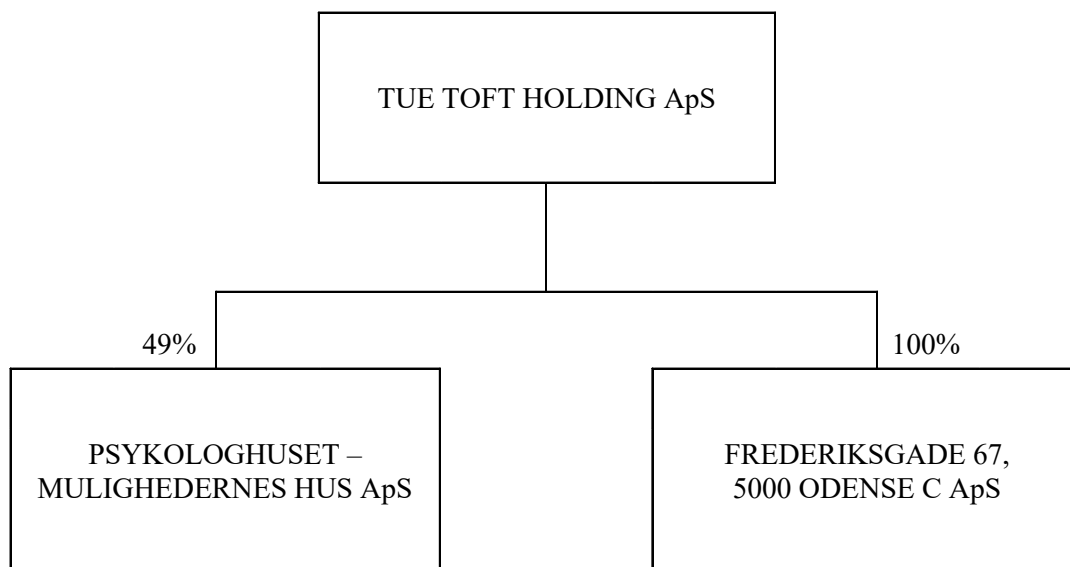 TUE TOFT HOLDING ApS
49%
100%
PSYKOLOGHUSET –
MULIGHEDERNES HUS ApS
FREDERIKSGADE 67,
5000 ODENSE C ApS